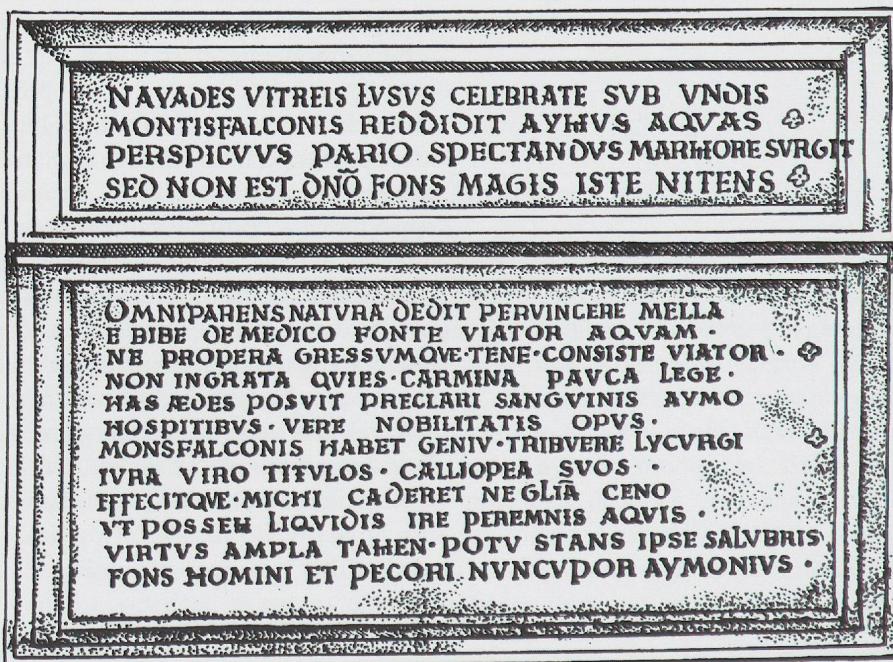 NAYADES VITREIS LVSVS CELEBRATE SVB VNDIS
MONTISFALCONIS REDDIDIT AYMVS AQVAS
PERSPICVVS PARIO SPECTANDVS MARMORE SVRGIT
SED NON EST DNŌ FONS MAGIS ISTE NITENS
OMNIPARENS NATVRA DEDIT PERVINCERE MELLA
E BIBE DE MEDICO FONTE VIATOR AQVAM ·
NE PROPERA GRESSVMQVE·TENE·CONSISTE VIATOR ·
NON INGRATA QVIES·CARMINA PAVCA LEGE ·
HAS ÆDES POSVIT PRECLARI SANGVINIS AYMO
HOSPITIBVS · VERE NOBILITATIS OPVS ·
MONSFALCONIS HABET GENIV·TRIBVERE LYCVRGI
IVRA VIRO TITVLOS · CALLIOPEA SVOS ·
EFFECITQVE·MICHI CADERET NE GLIĀ CENO
VT POSSEM LIQVIDIS IRE PEREMNIS AQVIS ·
VIRTVS AMPLA TAMEN·POTV STANS IPSE SALVBRIS
FONS HOMINI ET PECORI NVNCVPOR AYMONIVS ·